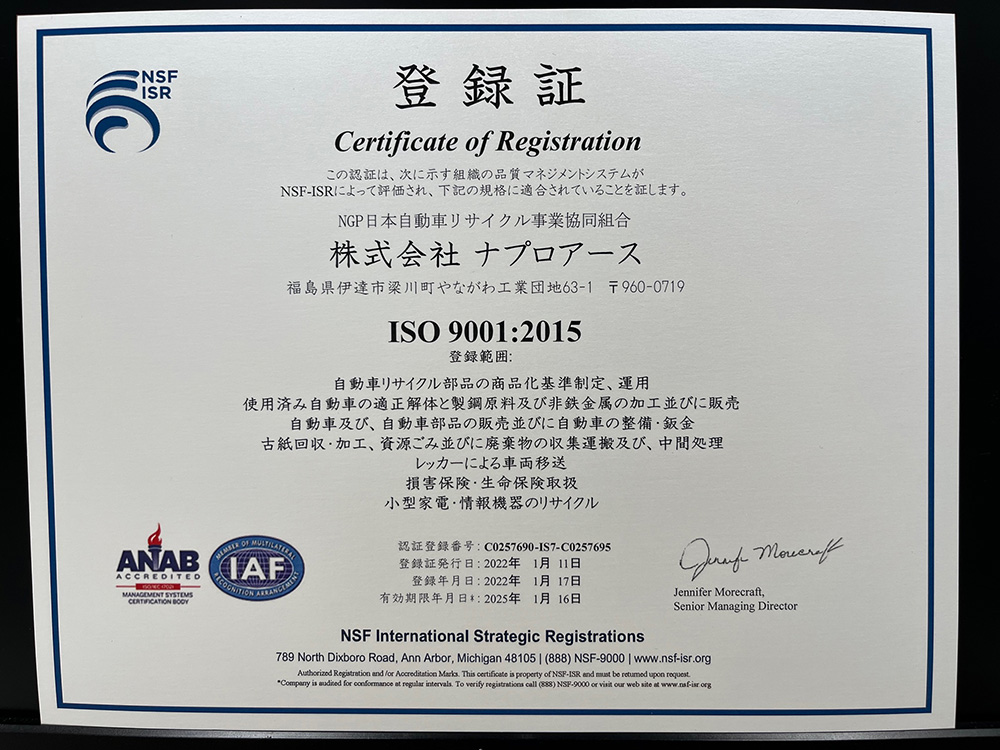 NSF
ISR
登録証
Certificate of Registration
この認証は、次に示す組織の品質マネジメントシステムが
NSF-ISRによって評価され、下記の規格に適合されていることを証します。
NGP日本自動車リサイクル事業協同組合
株式会社 ナプロアース
福島県伊達市梁川町やながわ工業団地63-1 〒960-0719
ISO 9001:2015
登録範囲:
自動車リサイクル部品の商品化基準制定、運用
使用済み自動車の適正解体と製鋼原料及び非鉄金属の加工並びに販売
自動車及び、自動車部品の販売並びに自動車の整備・鈑金
古紙回収・加工、資源ごみ並びに廃棄物の収集運搬及び、中間処理
レッカーによる車両移送
損害保険・生命保険取扱
小型家電・情報機器のリサイクル
ANAB
ACCREDITED
ISO/IEC 17021
MANAGEMENT SYSTEMS
CERTIFICATION BODY
MEMBER OF MULTILATERAL
IAF
RECOGNITION ARRANGEMENT
認証登録番号: C0257690-IS7-C0257695
登録証発行日: 2022年 1月 11日
登録年月日: 2022年 1月 17日
有効期限年月日*: 2025年 1月 16日
Jennifer Morecraft
Jennifer Morecraft,
Senior Managing Director
NSF International Strategic Registrations
789 North Dixboro Road, Ann Arbor, Michigan 48105 | (888) NSF-9000 | www.nsf-isr.org
Authorized Registration and /or Accreditation Marks. This certificate is property of NSF-ISR and must be returned upon request.
*Company is audited for conformance at regular intervals. To verify registrations call (888) NSF-9000 or visit our web site at www.nsf-isr.org